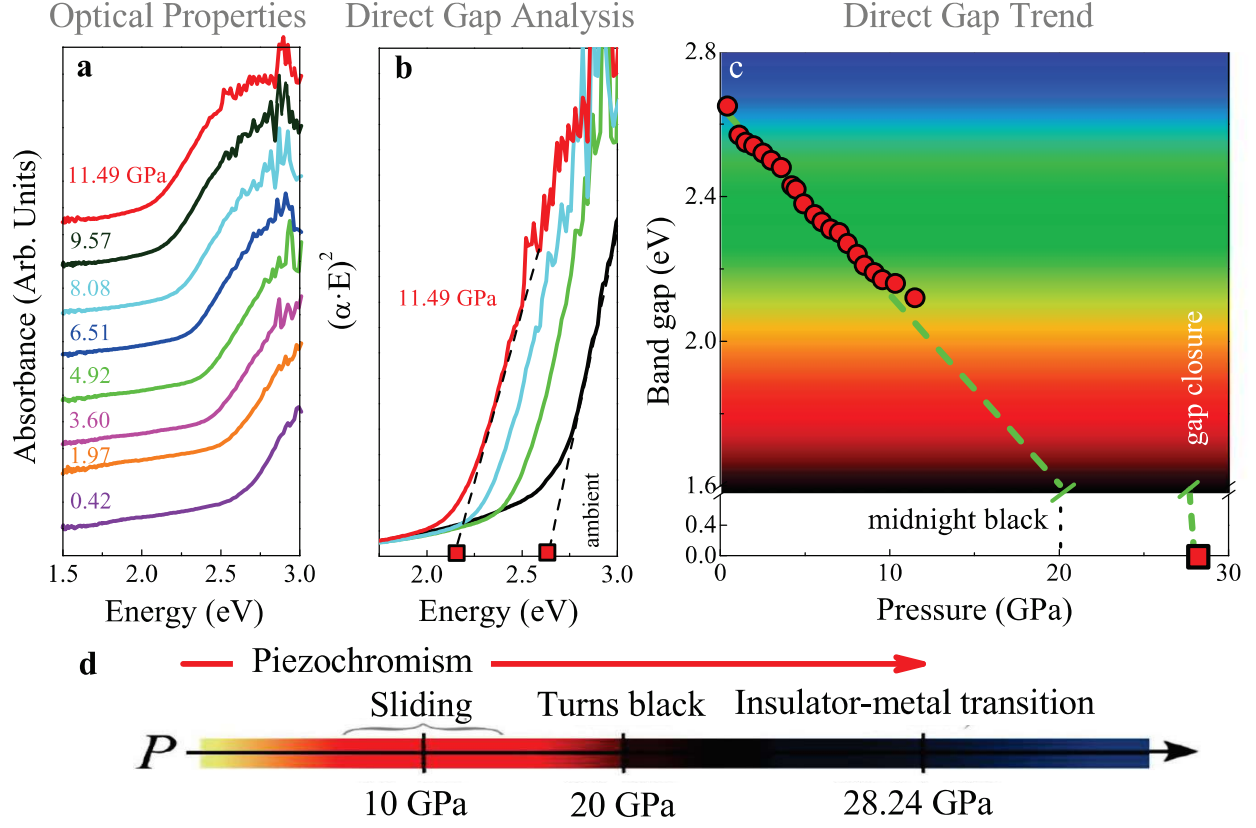 Optical Properties
Direct Gap Analysis
Direct Gap Trend
a
Absorbance (Arb. Units)
11.49 GPa
9.57
8.08
6.51
4.92
3.60
1.97
0.42
1.5
2.0
2.5
3.0
Energy (eV)
b
(α·E)²
11.49 GPa
ambient
2.0
2.5
3.0
Energy (eV)
c
Band gap (eV)
2.8
2.4
2.0
1.6
0.4
0.0
gap closure
midnight black
0
10
20
30
Pressure (GPa)
d
Piezochromism
Sliding
Turns black
Insulator-metal transition
P
10 GPa
20 GPa
28.24 GPa